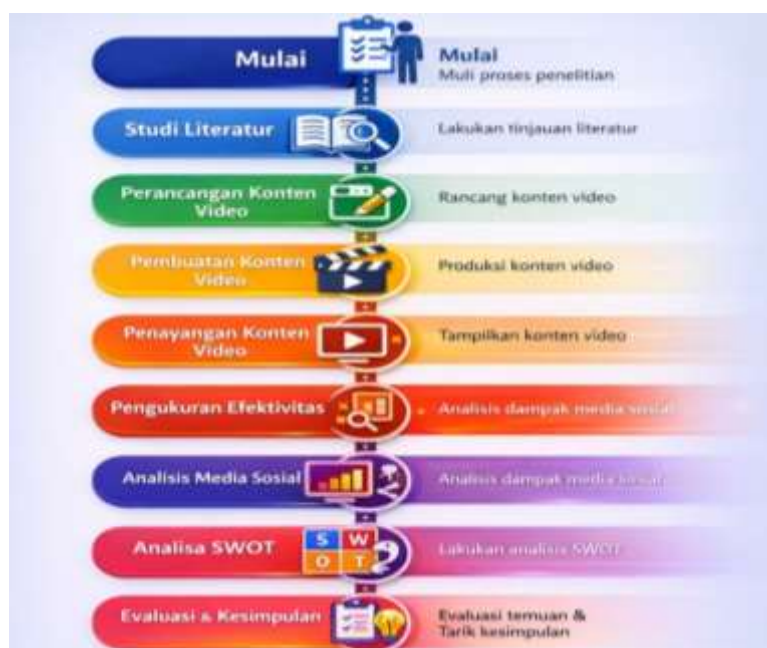 Mulai
Mulai
Muli proses penelitian
Studi Literatur
Lakukan tinjauan literatur
Perancangan Konten
Video
Rancang konten video
Pembuatan Konten
Video
Produksi konten video
Penayangan Konten
Video
Tampilkan konten video
Pengukuran Efektivitas
Analisis dampak media sosial
Analisis Media Sosial
Analisis dampak media sosial
Analisa SWOT
S W
O T
Lakukan analisis SWOT
Evaluasi & Kesimpulan
Evaluasi temuan &
Tarik kesimpulan